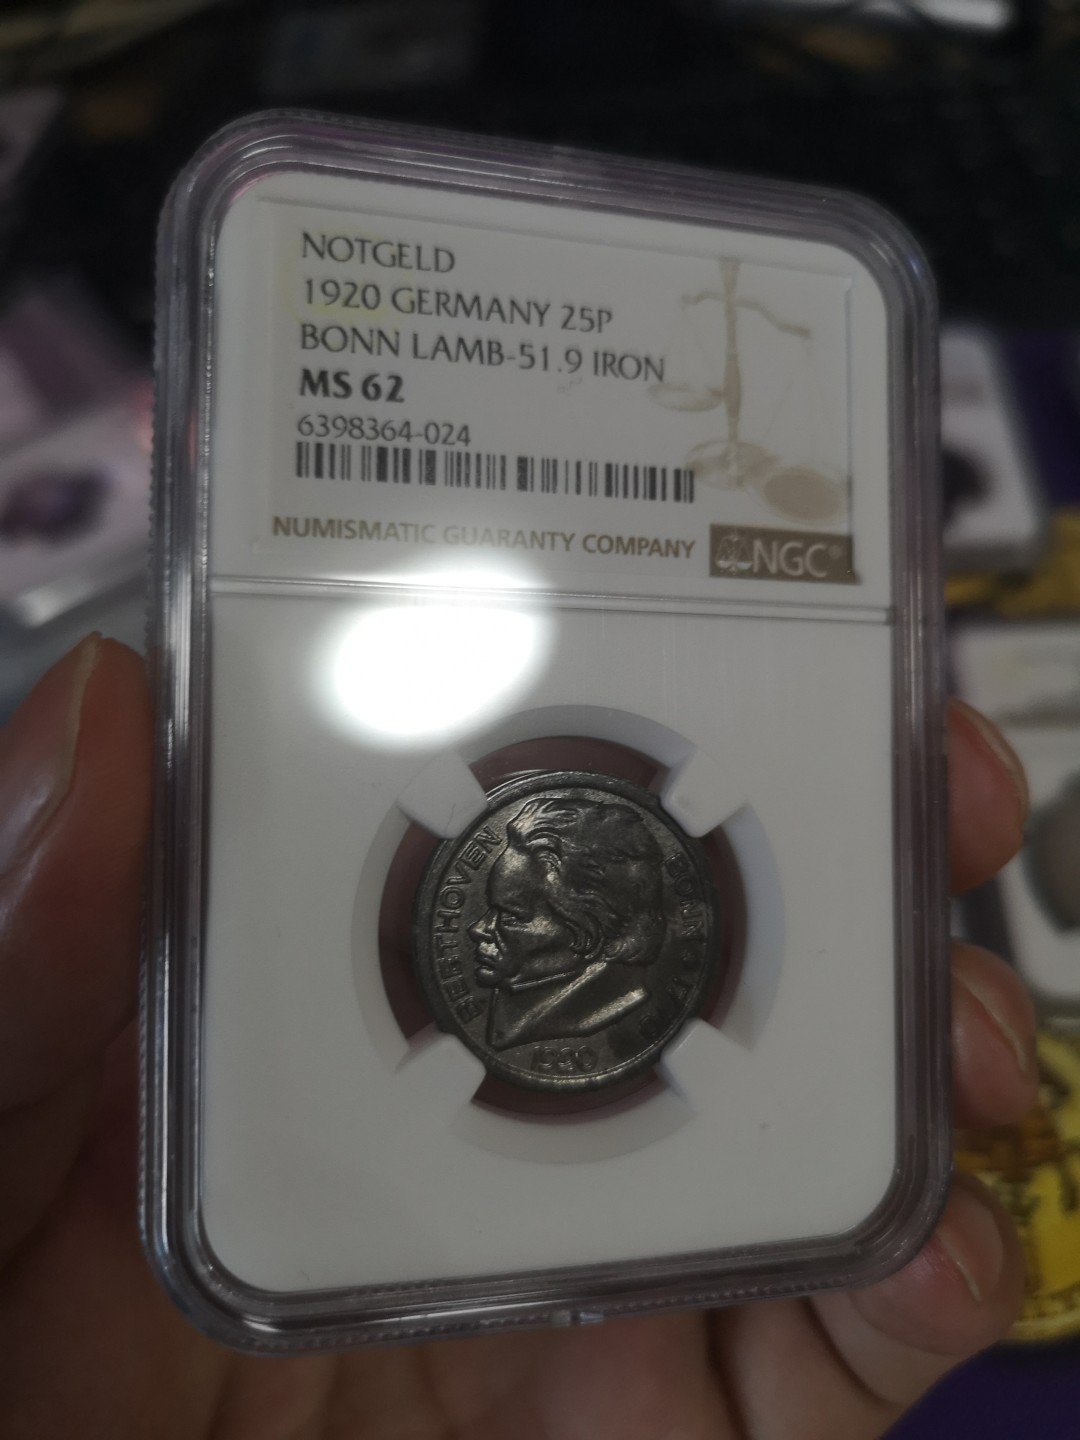 NOTGELD
1920 GERMANY 25P
BONN LAMB-51.9 IRON
MS 62
6398364-024
NUMISMATIC GUARANTY COMPANY
NGC®
BEETHOVEN
BONN
1920